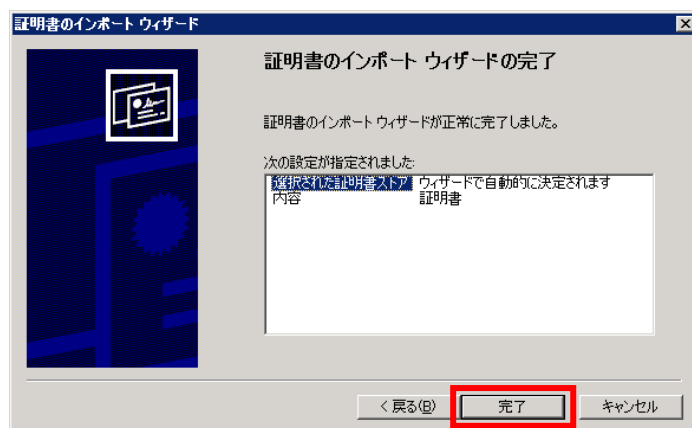 証明書のインポート ウィザード
証明書のインポート ウィザードの完了
証明書のインポート ウィザードが正常に完了しました。
次の設定が指定されました:
選択された証明書ストア ウィザードで自動的に決定されます
内容 証明書
< 戻る(B) 完了 キャンセル